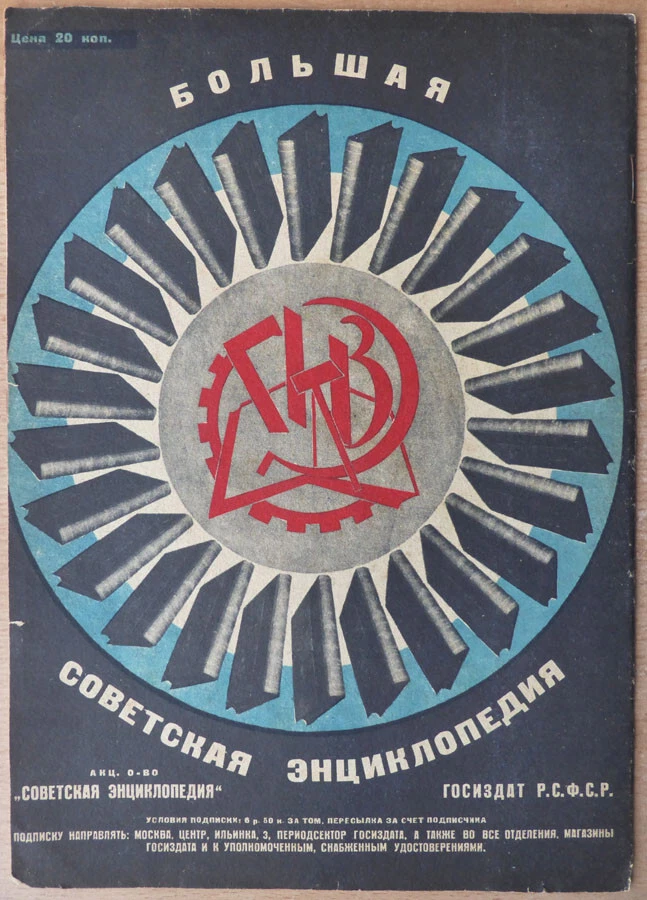 Цена 20 коп.
БОЛЬШАЯ
ГИЗ
СОВЕТСКАЯ ЭНЦИКЛОПЕДИЯ
АКЦ. О-ВО
„СОВЕТСКАЯ ЭНЦИКЛОПЕДИЯ“
ГОСИЗДАТ Р.С.Ф.С.Р.
УСЛОВИЯ ПОДПИСКИ: 6 р. 50 к. ЗА ТОМ. ПЕРЕСЫЛКА ЗА СЧЕТ ПОДПИСЧИКА
ПОДПИСКУ НАПРАВЛЯТЬ: МОСКВА, ЦЕНТР, ИЛЬИНКА, 3, ПЕРИОДСЕКТОР ГОСИЗДАТА, А ТАКЖЕ ВО ВСЕ ОТДЕЛЕНИЯ, МАГАЗИНЫ
ГОСИЗДАТА И К УПОЛНОМОЧЕННЫМ, СНАБЖЕННЫМ УДОСТОВЕРЕНИЯМИ.